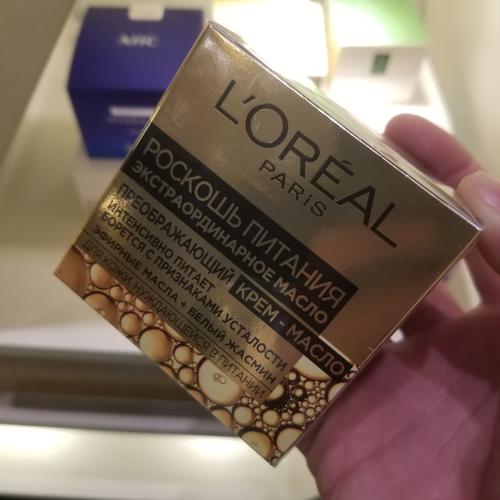 AHC
L'ORÉAL
PARIS
РОСКОШЬ ПИТАНИЯ
ЭКСТРАОРДИНАРНОЕ МАСЛО
ПРЕОБРАЖАЮЩИЙ КРЕМ - МАСЛО
ИНТЕНСИВНО ПИТАЕТ
БОРЕТСЯ С ПРИЗНАКАМИ УСТАЛОСТИ
ЭФИРНЫЕ МАСЛА + БЕЛЫЙ ЖАСМИН
ДЛЯ КОЖИ, НУЖДАЮЩЕЙСЯ В ПИТАНИИ